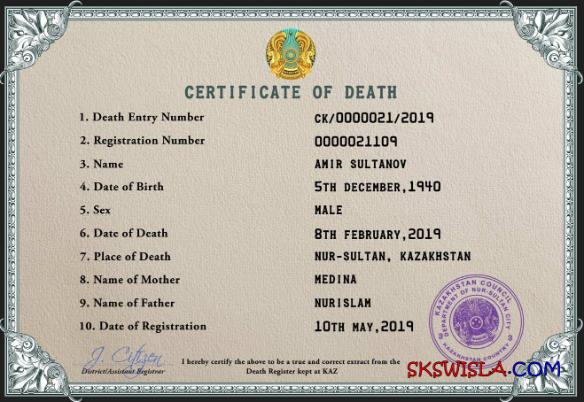 CERTIFICATE OF DEATH
1. Death Entry Number CK/0000021/2019
2. Registration Number 0000021109
3. Name AMIR SULTANOV
4. Date of Birth 5TH DECEMBER,1940
5. Sex MALE
6. Date of Death 8TH FEBRUARY,2019
7. Place of Death NUR-SULTAN, KAZAKHSTAN
8. Name of Mother MEDINA
9. Name of Father NURISLAM
10. Date of Registration 10TH MAY,2019
KAZAKHSTAN COUNCIL
DEPARTMENT OF NUR-SULTAN CITY
KAZAKHSTAN COUNTRY
J. Citizen
District/Assistant Registrar
I hereby certify the above to be a true and correct extract from the
Death Register kept at KAZ
SKSWISLA.COM